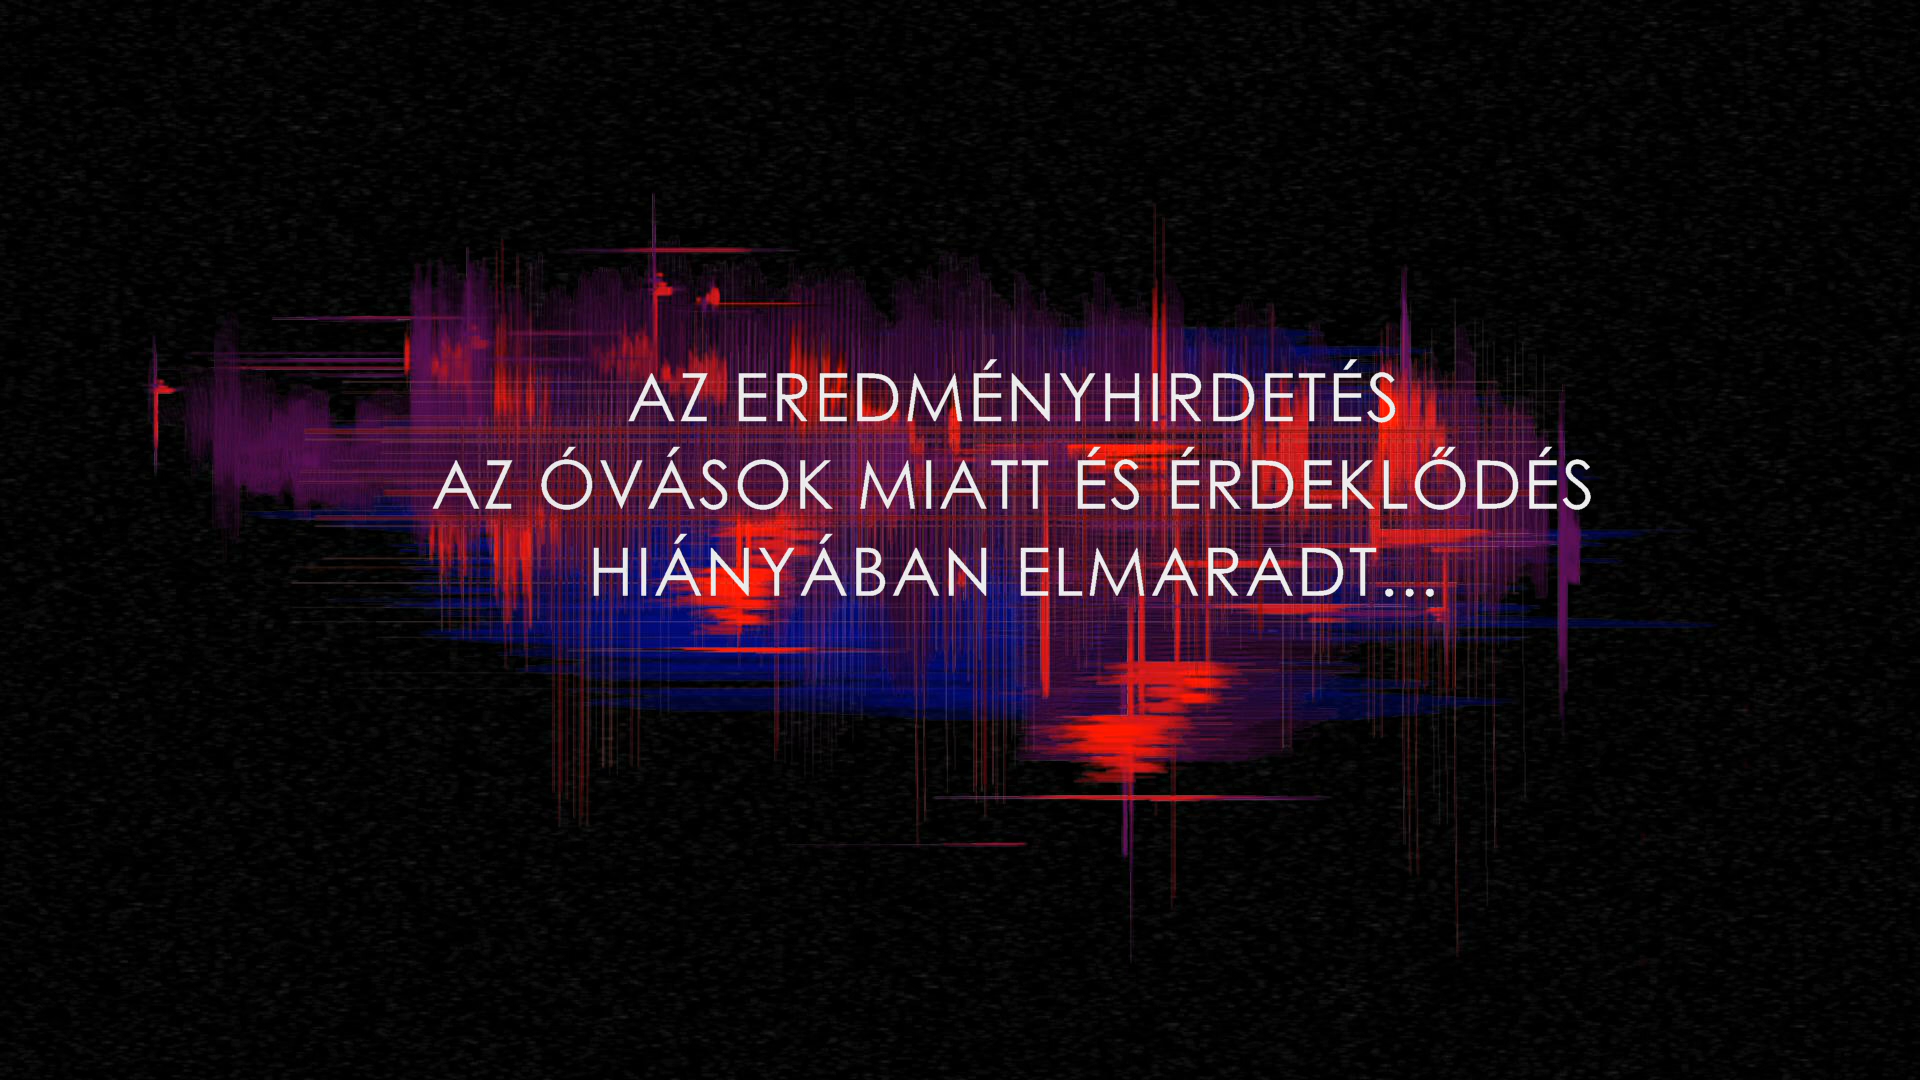 AZ EREDMÉNYHIRDETÉS
AZ ÓVÁSOK MIATT ÉS ÉRDEKLŐDÉS
HIÁNYÁBAN ELMARADT...